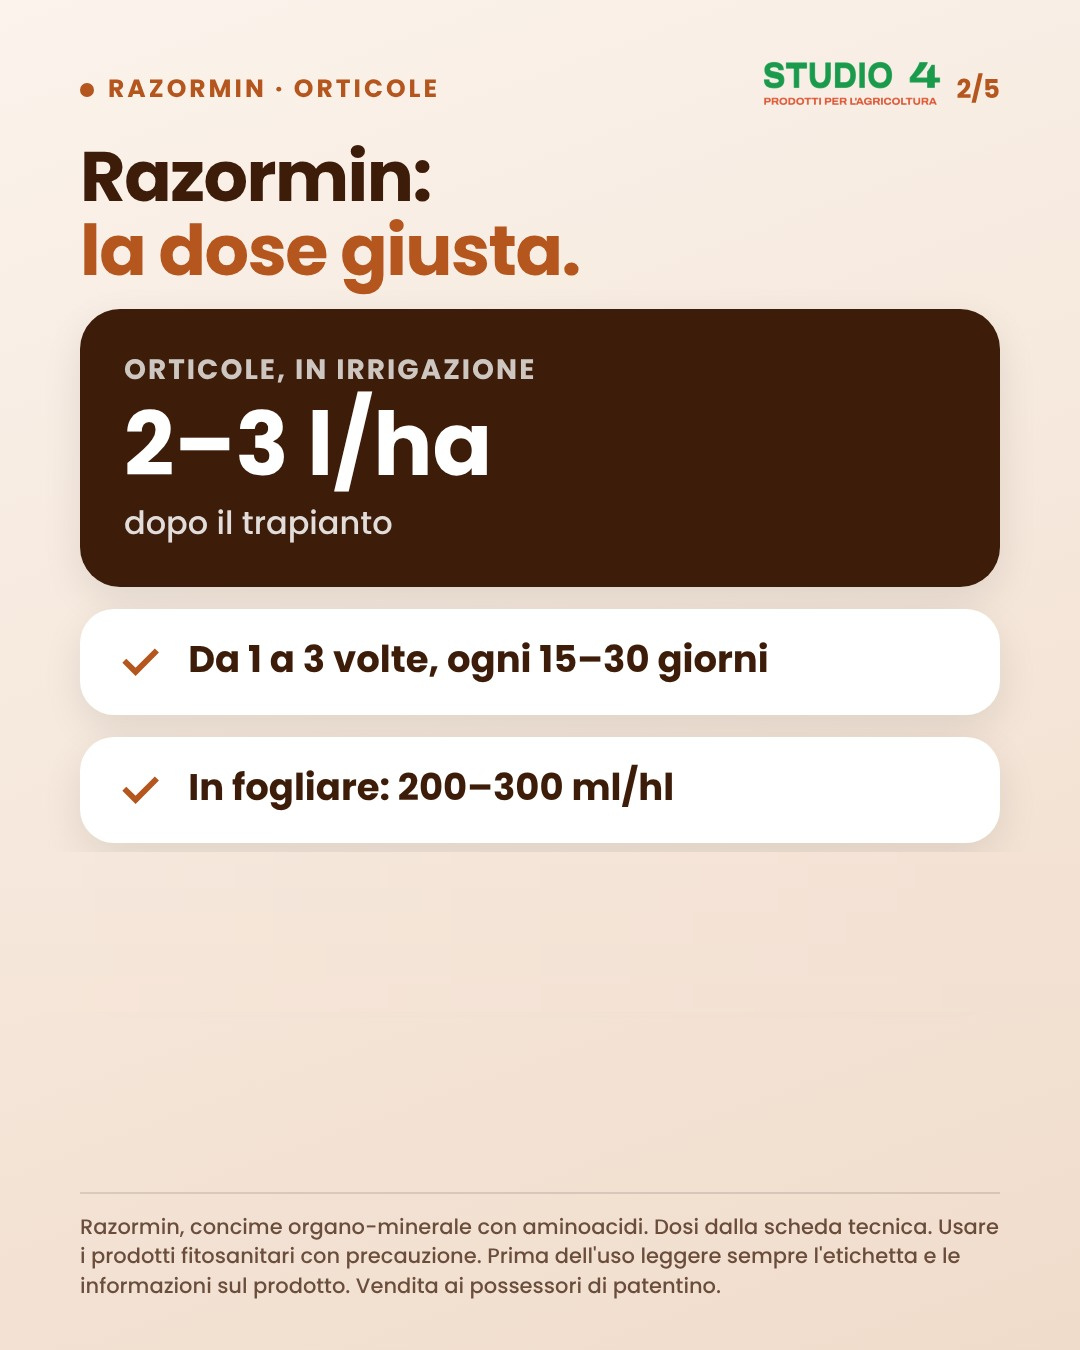 RAZORMIN · ORTICOLE
STUDIO 4
PRODOTTI PER L'AGRICOLTURA
2/5
Razormin:
la dose giusta.
ORTICOLE, IN IRRIGAZIONE
2–3 l/ha
dopo il trapianto
Da 1 a 3 volte, ogni 15–30 giorni
In fogliare: 200–300 ml/hl
Razormin, concime organo-minerale con aminoacidi. Dosi dalla scheda tecnica. Usare
i prodotti fitosanitari con precauzione. Prima dell'uso leggere sempre l'etichetta e le
informazioni sul prodotto. Vendita ai possessori di patentino.